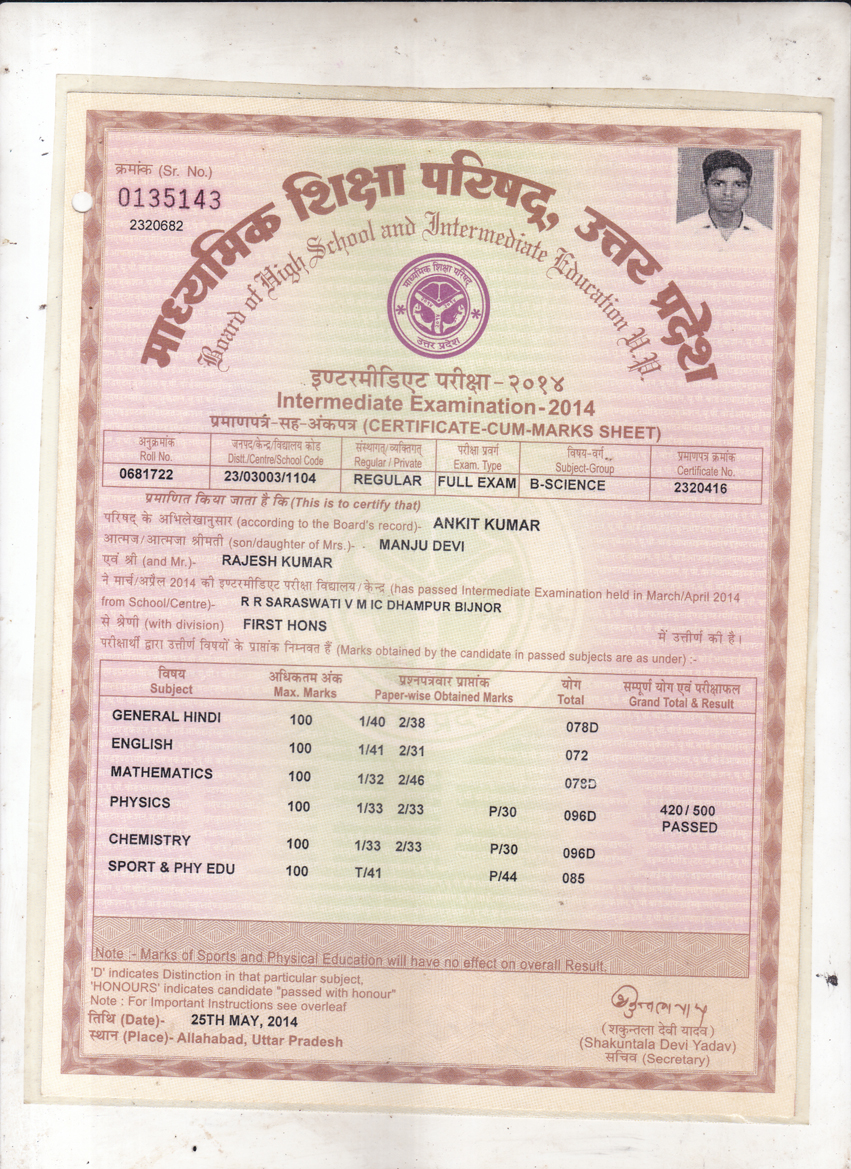 क्रमांक (Sr. No.)
0135143
2320682
माध्यमिक शिक्षा परिषद्, उत्तर प्रदेश
Board of High School and Intermediate Education U.P.
माध्यमिक शिक्षा परिषद
उत्तर प्रदेश
इण्टरमीडिएट परीक्षा - २०१४
Intermediate Examination-2014
प्रमाणपत्र-सह-अंकपत्र (CERTIFICATE-CUM-MARKS SHEET)
अनुक्रमांक जनपद/केन्द्र/विद्यालय कोड संस्थागत/व्यक्तिगत् परीक्षा प्रवर्ग विषय-वर्ग प्रमाणपत्र क्रमांक
Roll No. Distt./Centre/School Code Regular / Private Exam. Type Subject-Group Certificate No.
0681722 23/03003/1104 REGULAR FULL EXAM B-SCIENCE 2320416
प्रमाणित किया जाता है कि (This is to certify that)
परिषद् के अभिलेखानुसार (according to the Board's record)- ANKIT KUMAR
आत्मज/आत्मजा श्रीमती (son/daughter of Mrs.)- MANJU DEVI
एवं श्री (and Mr.)- RAJESH KUMAR
ने मार्च/अप्रैल 2014 की इण्टरमीडिएट परीक्षा विद्यालय/केन्द्र (has passed Intermediate Examination held in March/April 2014
from School/Centre)- R R SARASWATI V M IC DHAMPUR BIJNOR
से श्रेणी (with division) FIRST HONS में उत्तीर्ण की है।
परीक्षार्थी द्वारा उत्तीर्ण विषयों के प्राप्तांक निम्नवत हैं (Marks obtained by the candidate in passed subjects are as under) :-
विषय अधिकतम अंक प्रश्नपत्रवार प्राप्तांक योग सम्पूर्ण योग एवं परीक्षाफल
Subject Max. Marks Paper-wise Obtained Marks Total Grand Total & Result
GENERAL HINDI 100 1/40 2/38 078D
ENGLISH 100 1/41 2/31 072
MATHEMATICS 100 1/32 2/46 078D
PHYSICS 100 1/33 2/33 P/30 096D 420/ 500
PASSED
CHEMISTRY 100 1/33 2/33 P/30 096D
SPORT & PHY EDU 100 T/41 P/44 085
Note :- Marks of Sports and Physical Education will have no effect on overall Result.
'D' indicates Distinction in that particular subject,
'HONOURS' indicates candidate "passed with honour"
Note : For Important Instructions see overleaf
तिथि (Date)- 25TH MAY, 2014
स्थान (Place)- Allahabad, Uttar Pradesh
(शकुन्तला देवी यादव)
(Shakuntala Devi Yadav)
सचिव (Secretary)